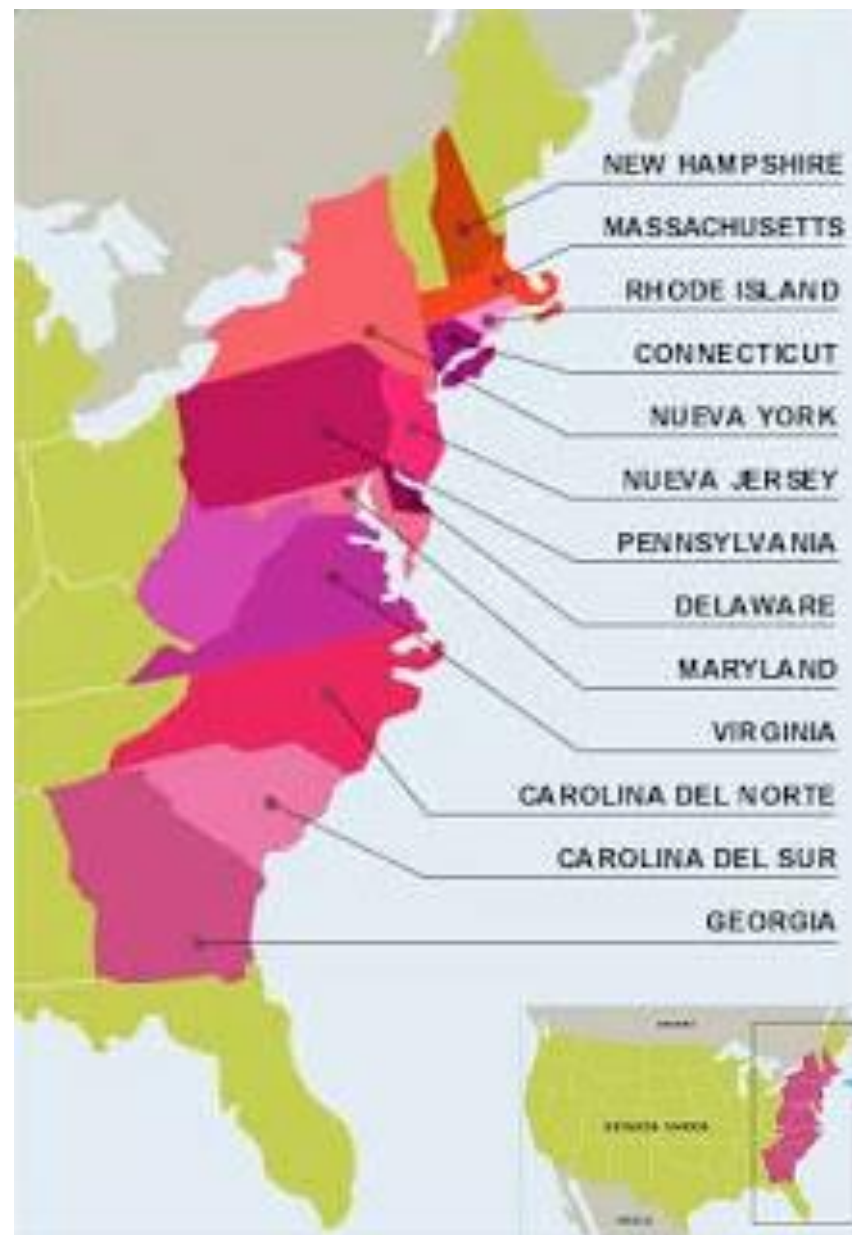 NEW HAMPSHIRE
MASSACHUSETTS
RHODE ISLAND
CONNECTICUT
NUEVA YORK
NUEVA JERSEY
PENNSYLVANIA
DELAWARE
MARYLAND
VIRGINIA
CAROLINA DEL NORTE
CAROLINA DEL SUR
GEORGIA